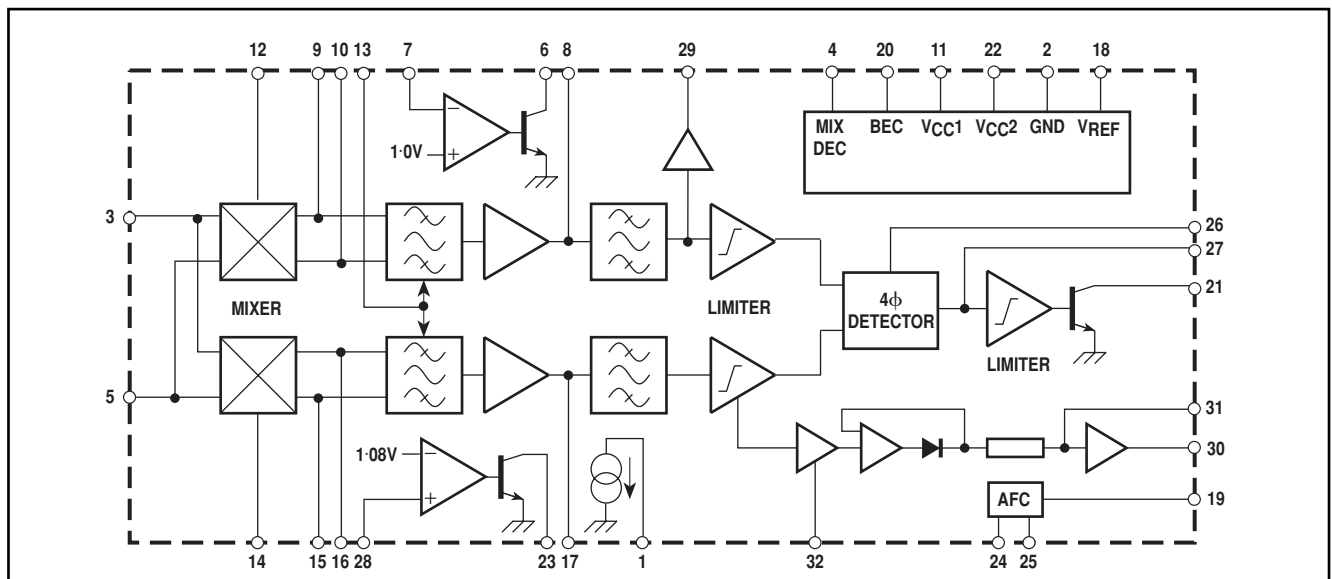 12 9 10 13 7 6 8 29 4 20 11 22 2 18
MIX DEC BEC VCC1 VCC2 GND VREF
−
+
1·0V
3
26
27
MIXER
LIMITER
4ϕ DETECTOR
21
LIMITER
5
31
1·08V
−
+
30
AFC
19
14 15 16 28 23 17 1 32 24 25